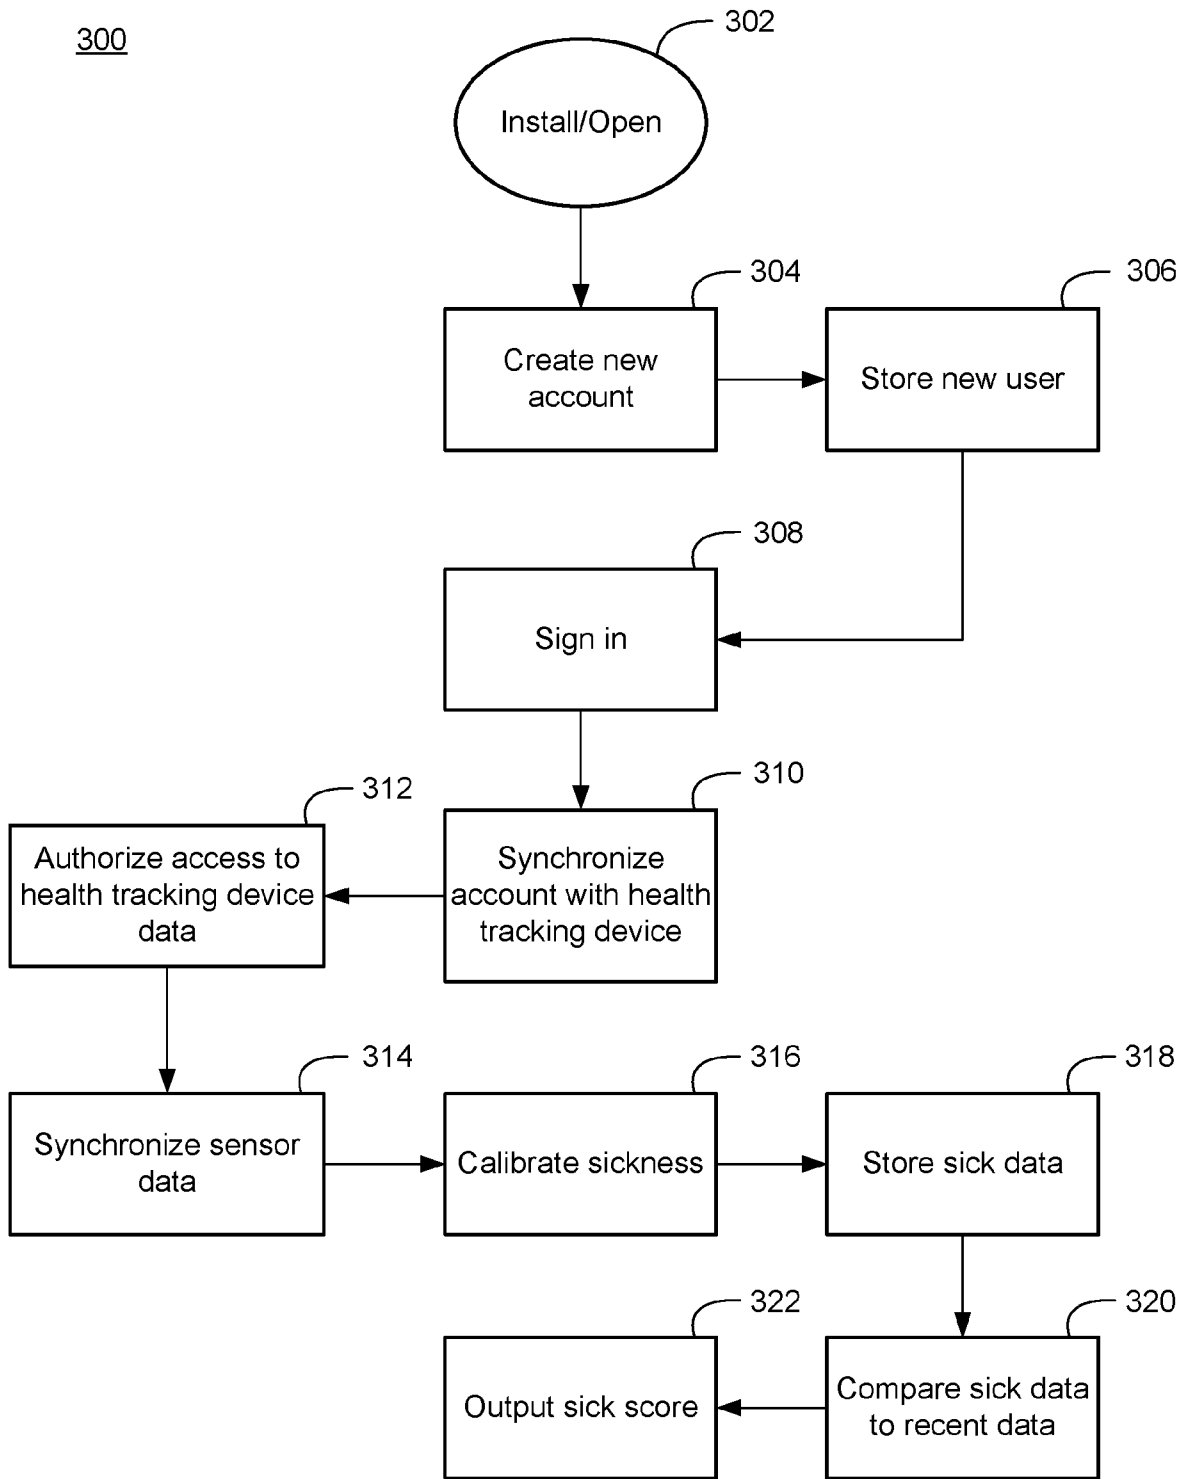 300
302
Install/Open
304
306
Create new
account
Store new user
308
Sign in
310
312
Synchronize
account with health
tracking device
Authorize access to
health tracking device
data
314
316
318
Synchronize sensor
data
Calibrate sickness
Store sick data
322
320
Output sick score
Compare sick data
to recent data